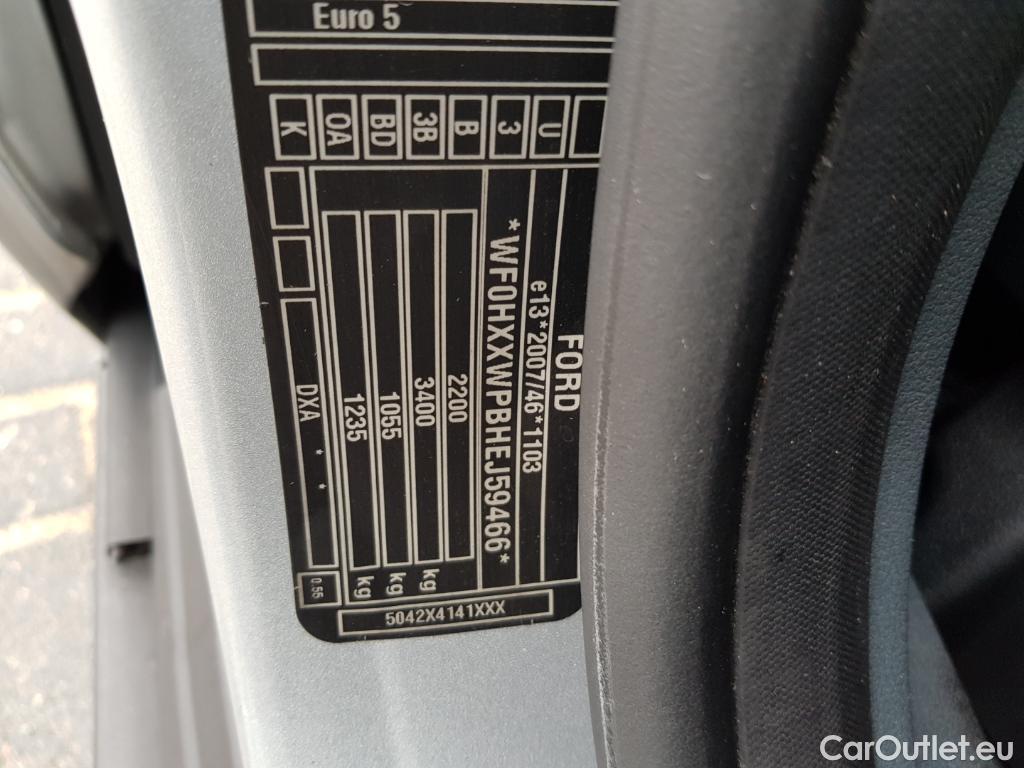 FORD
e13*2007/46*1103
*WF0HXXWPBHEJ59466*
2200
3400 kg
1055 kg
1235 kg
U 3 B 3B BD OA K
DXA * *
0.55
5042X4141XXX
Euro 5
CarOutlet.eu